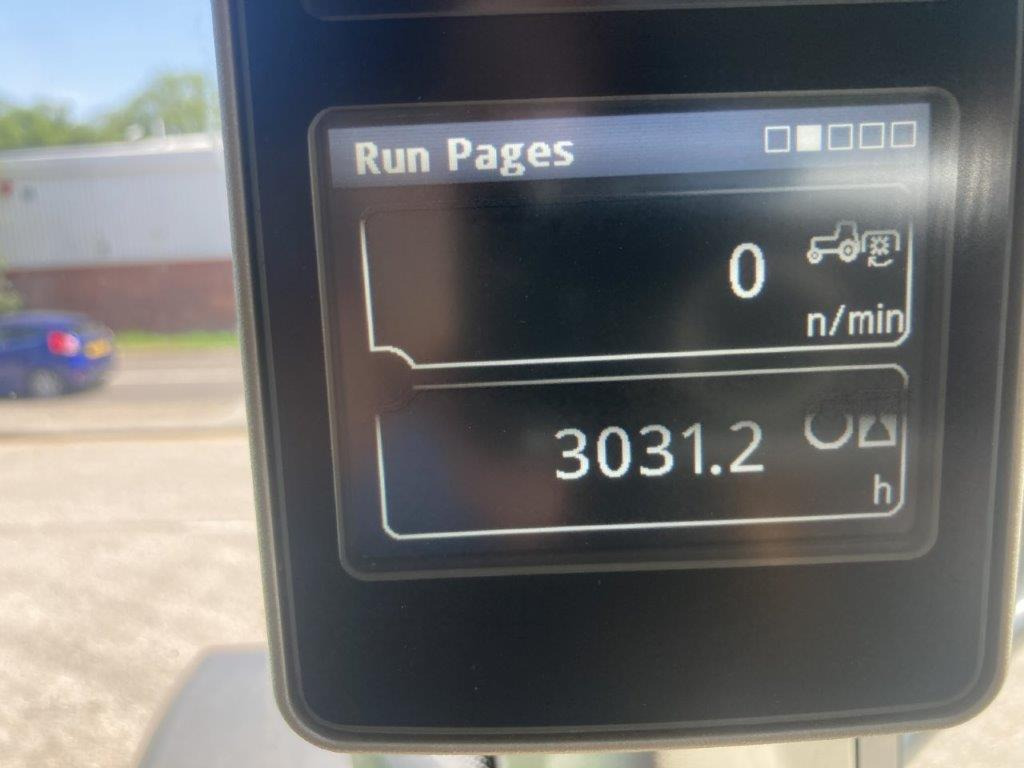 Run Pages
0
n/min
3031.2
h